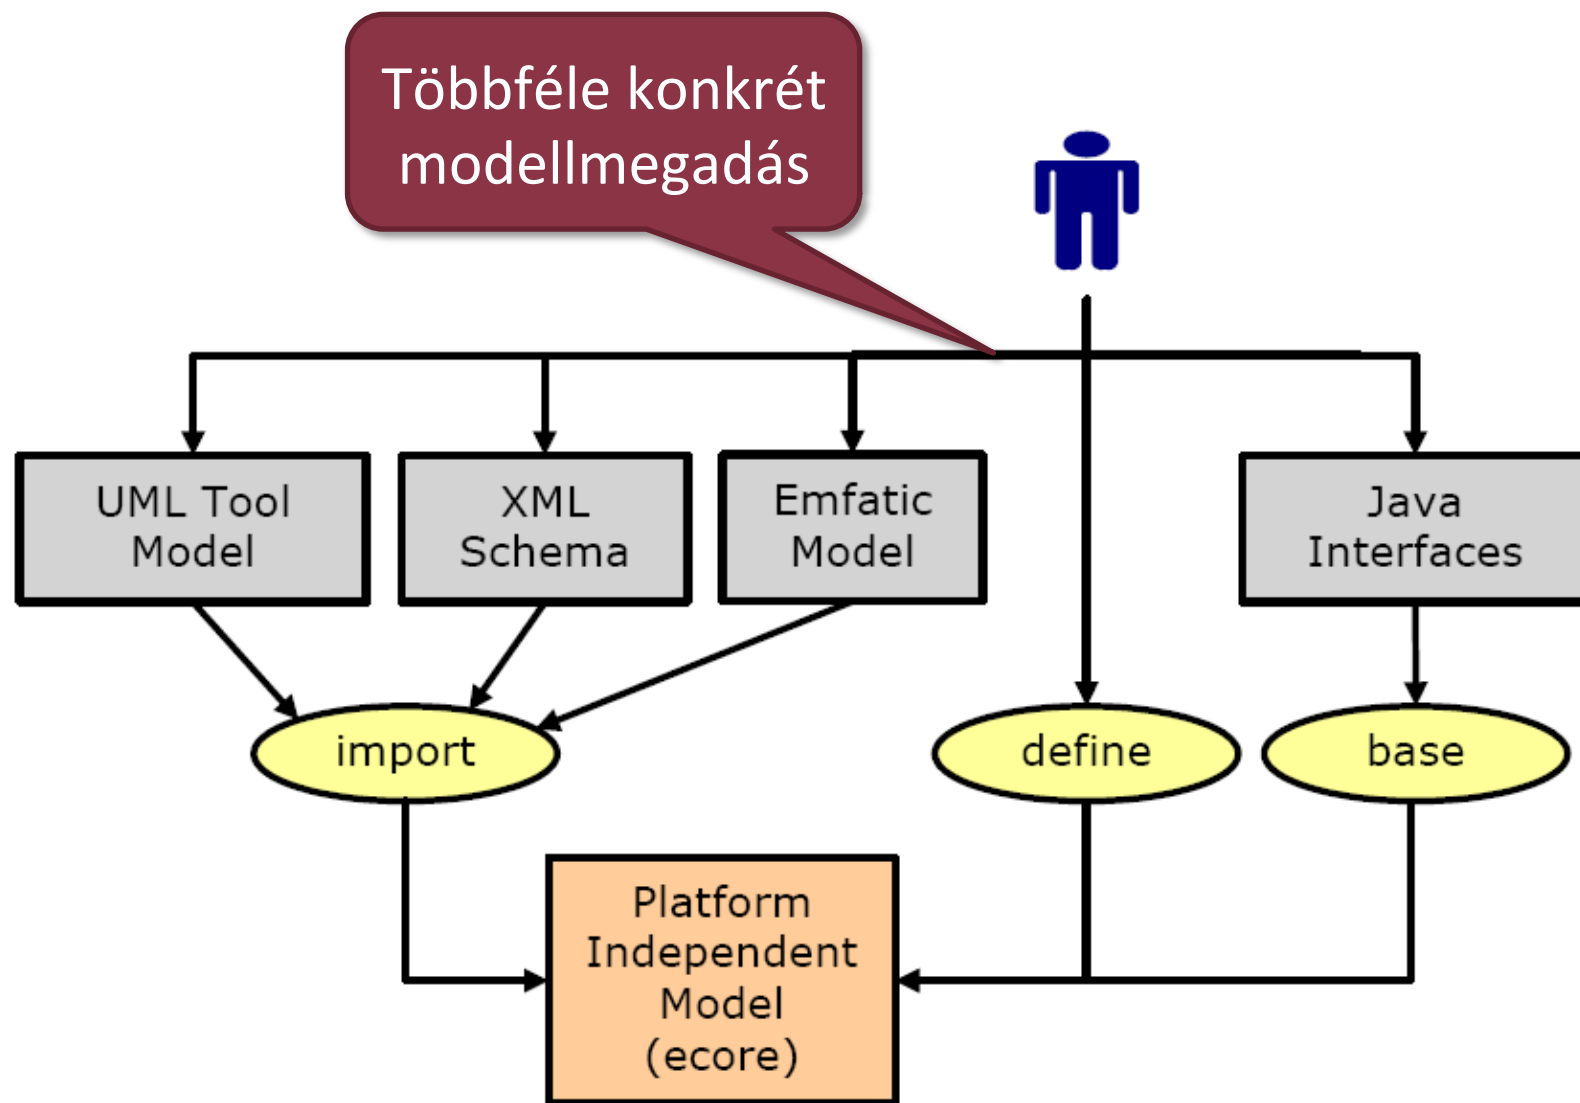 Többféle konkrét
modellmegadás
UML Tool
Model
XML
Schema
Emfatic
Model
Java
Interfaces
import
define
base
Platform
Independent
Model
(ecore)